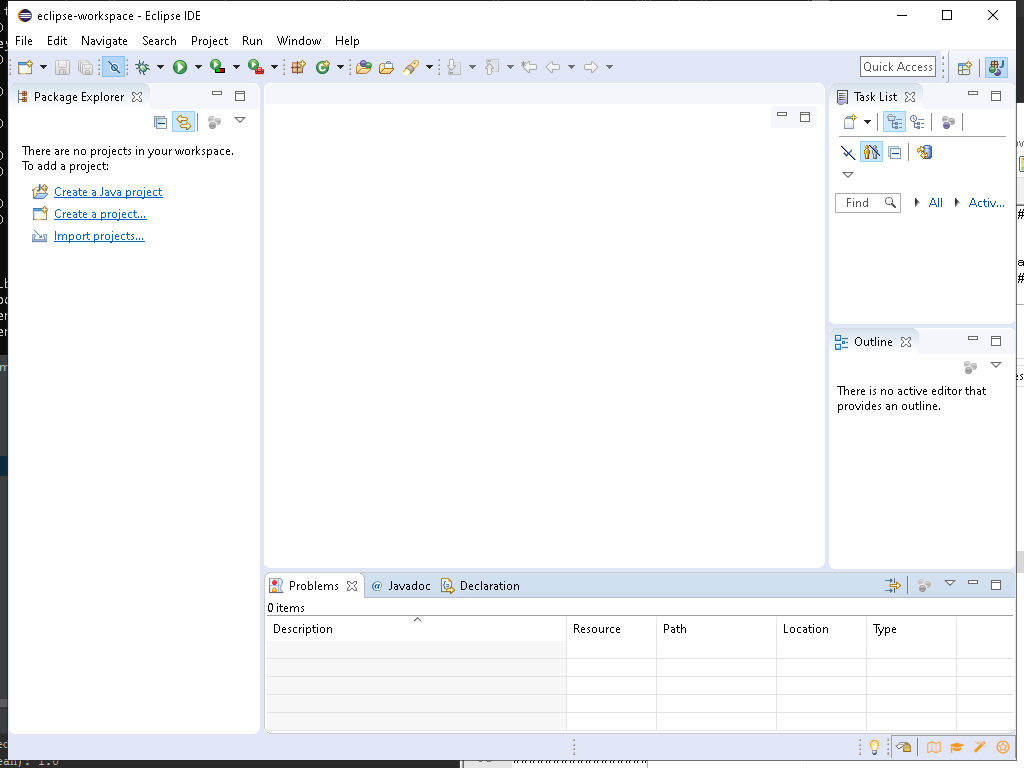 eclipse-workspace - Eclipse IDE
File Edit Navigate Search Project Run Window Help
Quick Access
Package Explorer
There are no projects in your workspace.
To add a project:
Create a Java project
Create a project...
Import projects...
Task List
Find All Activ...
Outline
There is no active editor that
provides an outline.
Problems @ Javadoc Declaration
0 items
Description Resource Path Location Type